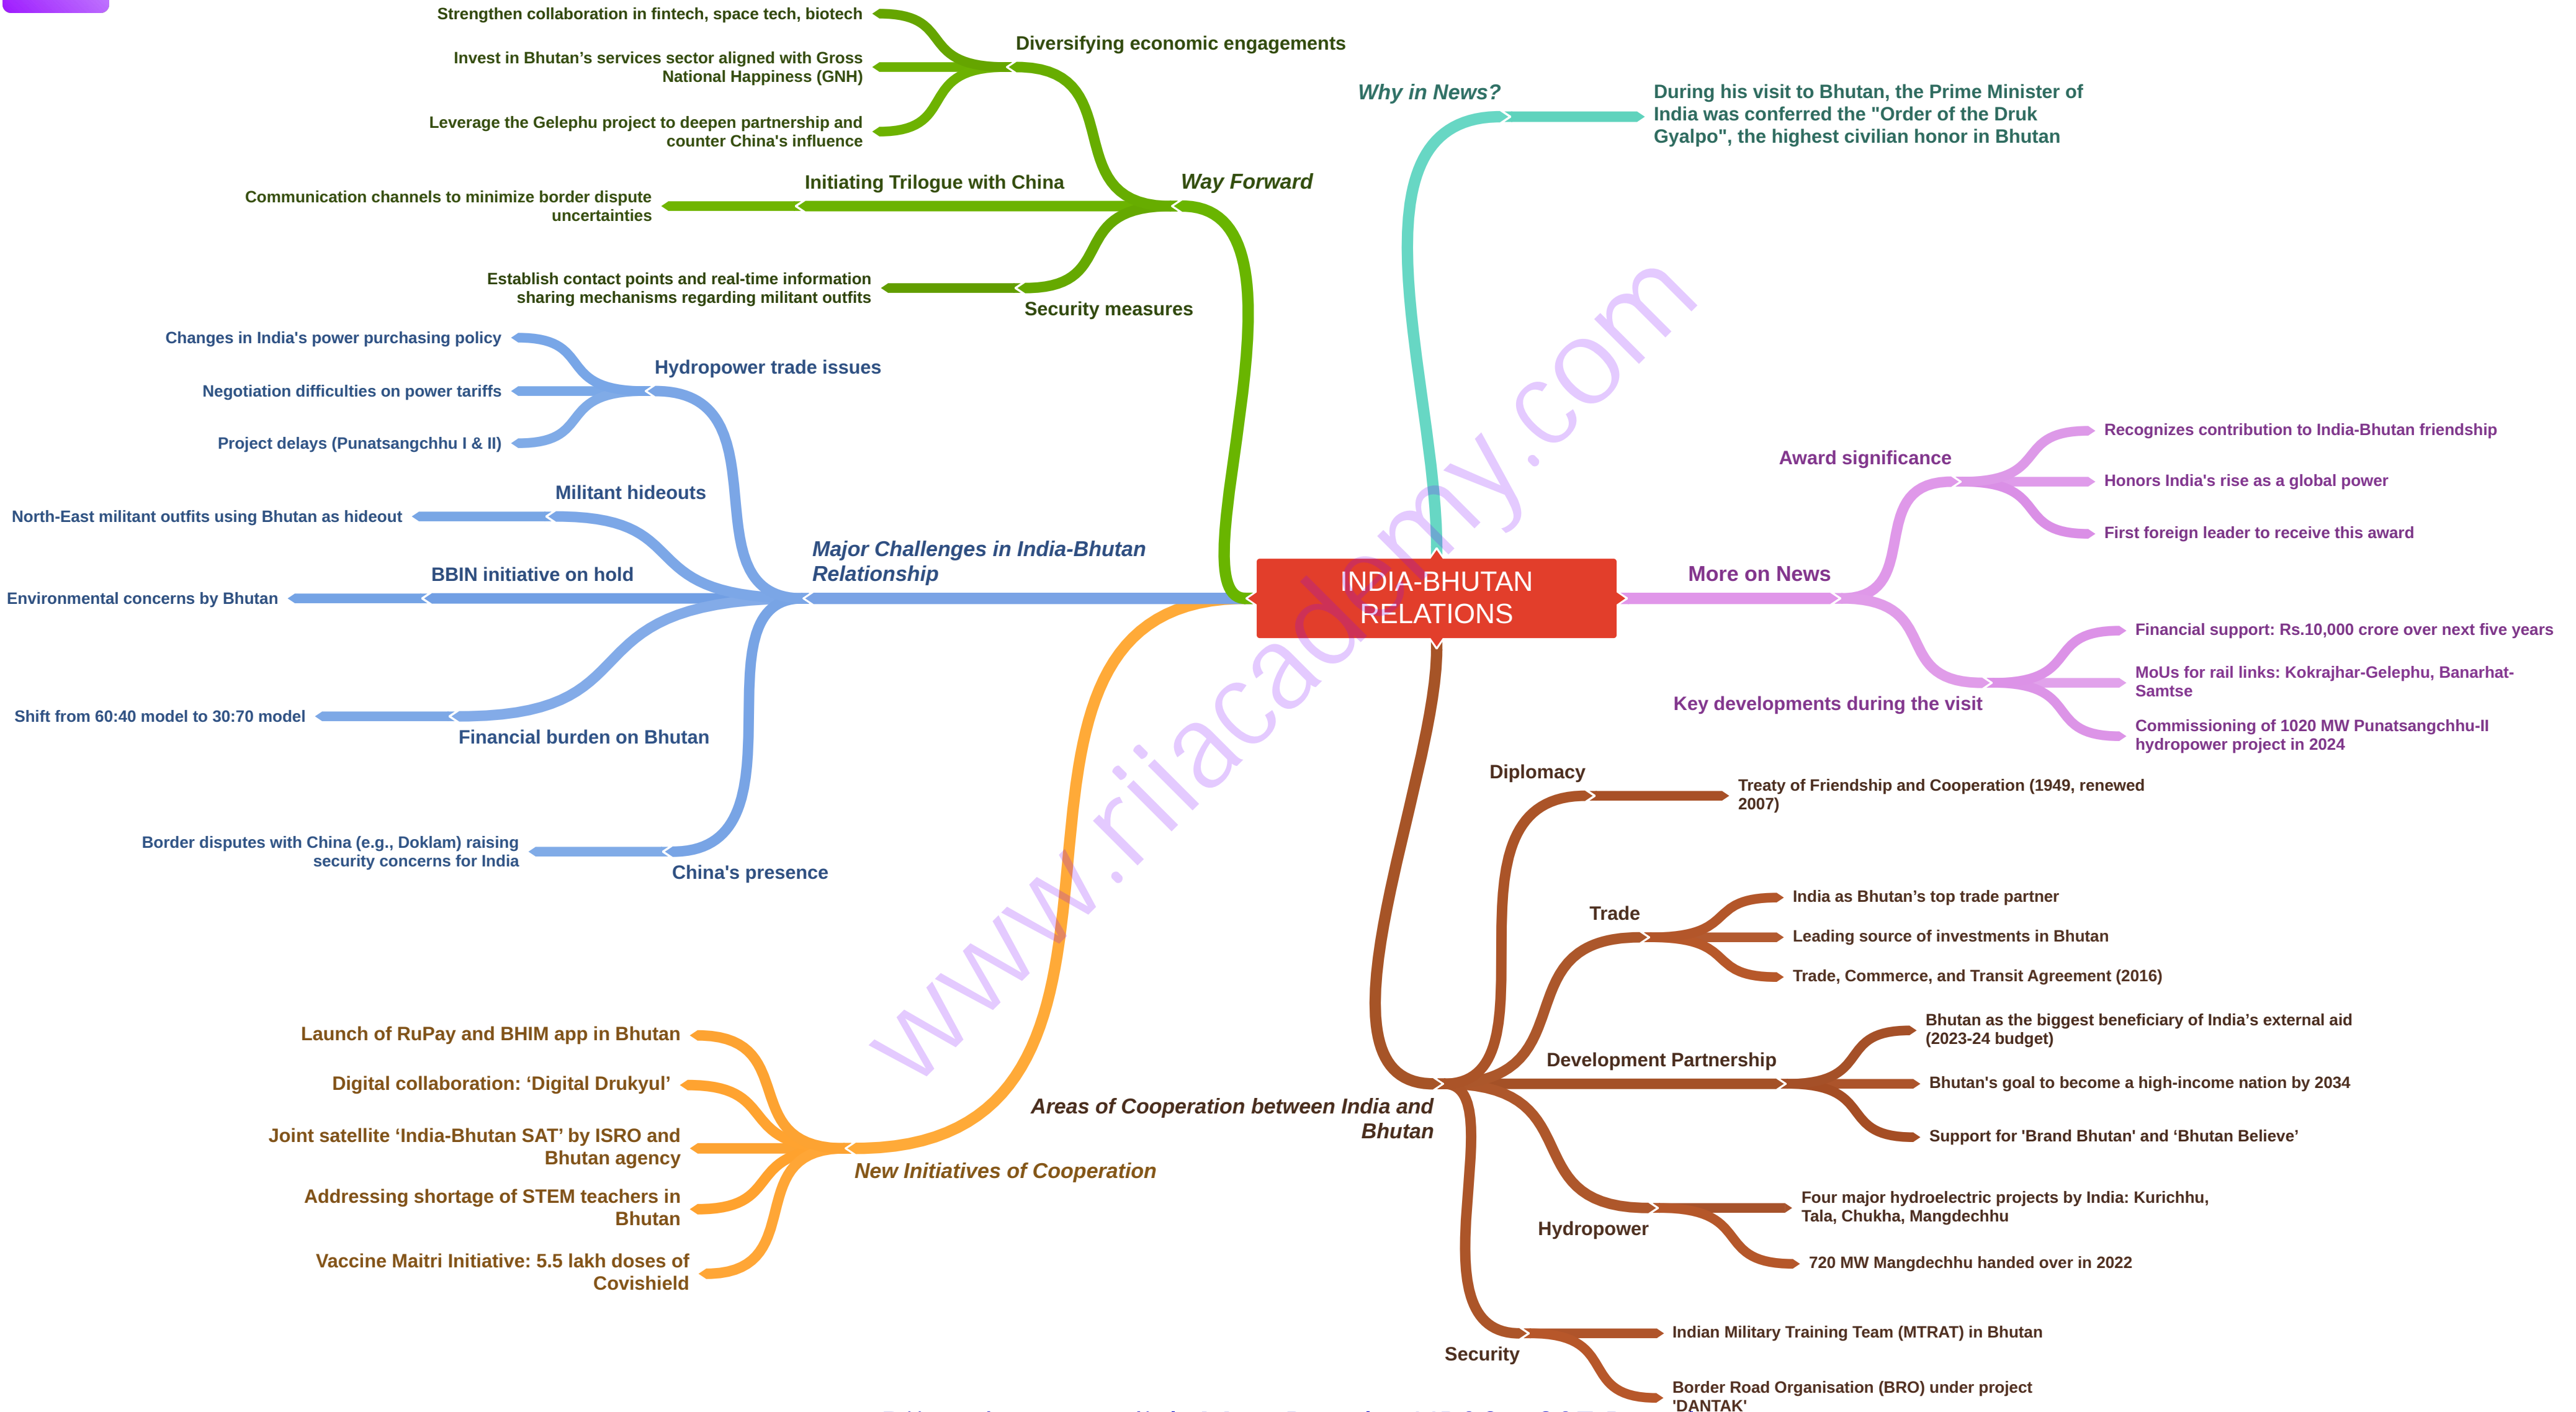 INDIA-BHUTAN
RELATIONS
Why in News?
During his visit to Bhutan, the Prime Minister of
India was conferred the "Order of the Druk
Gyalpo", the highest civilian honor in Bhutan
More on News
Award significance
Recognizes contribution to India-Bhutan friendship
Honors India's rise as a global power
First foreign leader to receive this award
Key developments during the visit
Financial support: Rs.10,000 crore over next five years
MoUs for rail links: Kokrajhar-Gelephu, Banarhat-
Samtse
Commissioning of 1020 MW Punatsangchhu-II
hydropower project in 2024
Areas of Cooperation between India and
Bhutan
Diplomacy
Treaty of Friendship and Cooperation (1949, renewed
2007)
Trade
India as Bhutan’s top trade partner
Leading source of investments in Bhutan
Trade, Commerce, and Transit Agreement (2016)
Development Partnership
Bhutan as the biggest beneficiary of India’s external aid
(2023-24 budget)
Bhutan's goal to become a high-income nation by 2034
Support for 'Brand Bhutan' and ‘Bhutan Believe’
Hydropower
Four major hydroelectric projects by India: Kurichhu,
Tala, Chukha, Mangdechhu
720 MW Mangdechhu handed over in 2022
Security
Indian Military Training Team (MTRAT) in Bhutan
Border Road Organisation (BRO) under project
'DANTAK'
New Initiatives of Cooperation
Launch of RuPay and BHIM app in Bhutan
Digital collaboration: ‘Digital Drukyul’
Joint satellite ‘India-Bhutan SAT’ by ISRO and
Bhutan agency
Addressing shortage of STEM teachers in
Bhutan
Vaccine Maitri Initiative: 5.5 lakh doses of
Covishield
Major Challenges in India-Bhutan
Relationship
Hydropower trade issues
Changes in India's power purchasing policy
Negotiation difficulties on power tariffs
Project delays (Punatsangchhu I & II)
Militant hideouts
North-East militant outfits using Bhutan as hideout
BBIN initiative on hold
Environmental concerns by Bhutan
Financial burden on Bhutan
Shift from 60:40 model to 30:70 model
China's presence
Border disputes with China (e.g., Doklam) raising
security concerns for India
Way Forward
Diversifying economic engagements
Strengthen collaboration in fintech, space tech, biotech
Invest in Bhutan’s services sector aligned with Gross
National Happiness (GNH)
Leverage the Gelephu project to deepen partnership and
counter China's influence
Initiating Trilogue with China
Communication channels to minimize border dispute
uncertainties
Security measures
Establish contact points and real-time information
sharing mechanisms regarding militant outfits